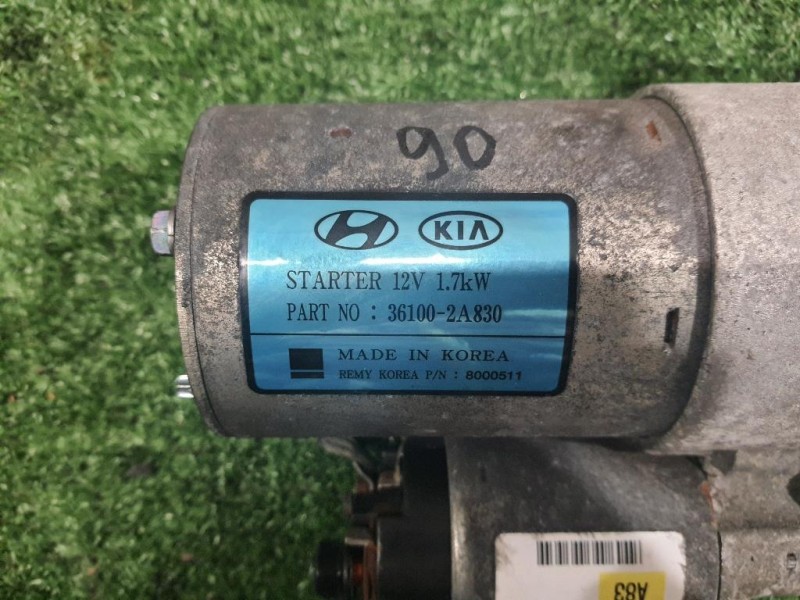 90
KIA
STARTER 12V 1.7kW
PART NO : 36100-2A830
MADE IN KOREA
REMY KOREA P/N : 8000511
A83